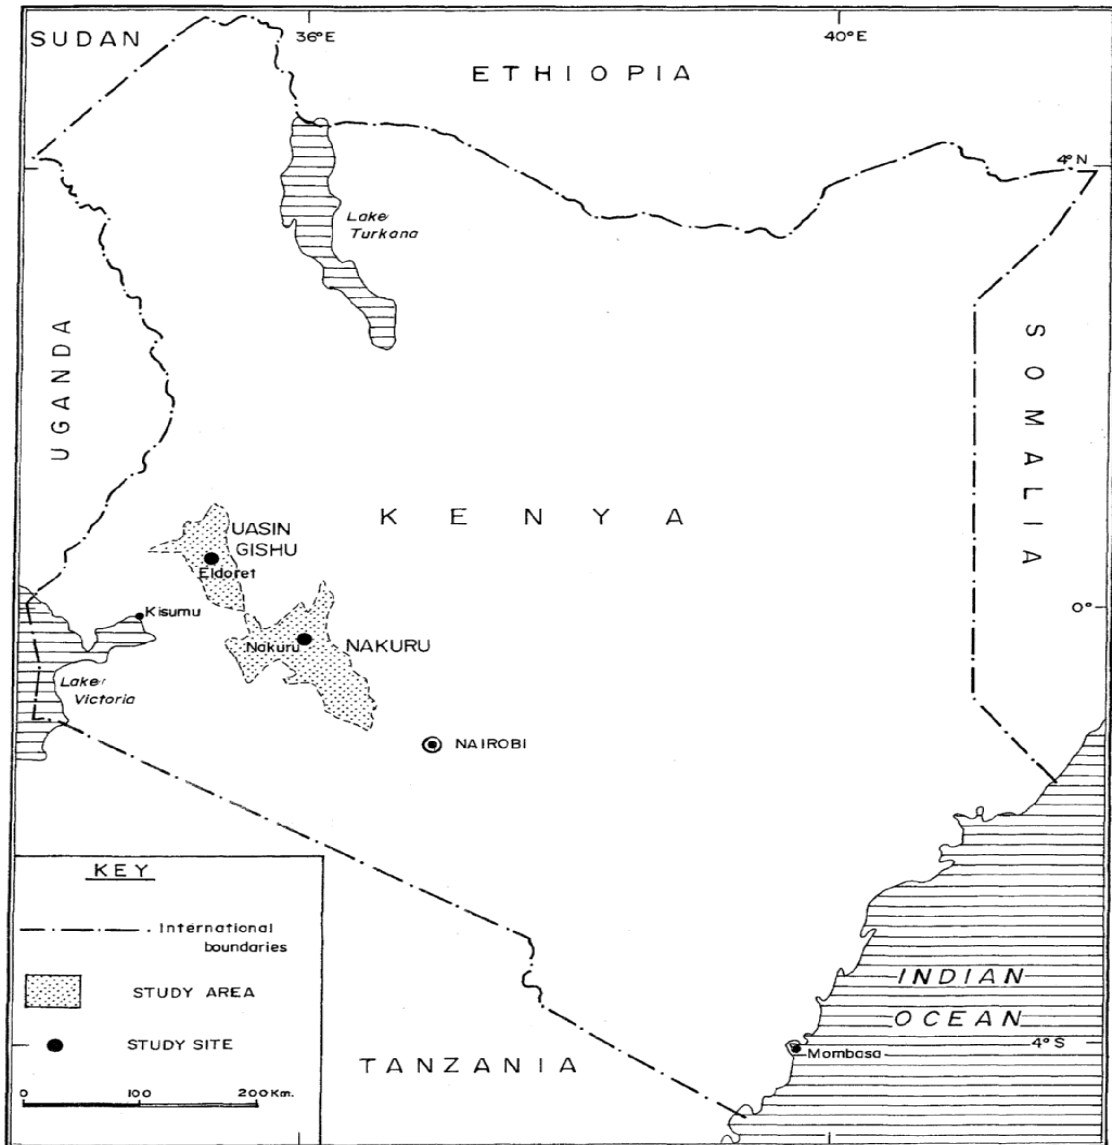 SUDAN
36°E
40°E
ETHIOPIA
4°N
Lake
Turkana
UGANDA
SOMALIA
KENYA
UASIN
GISHU
Eldoret
Kisumu
0°
Nakuru
NAKURU
Lake
Victoria
NAIROBI
KEY
International
boundaries
STUDY AREA
STUDY SITE
0 100 200Km.
TANZANIA
INDIAN
OCEAN
4°S
Mombasa